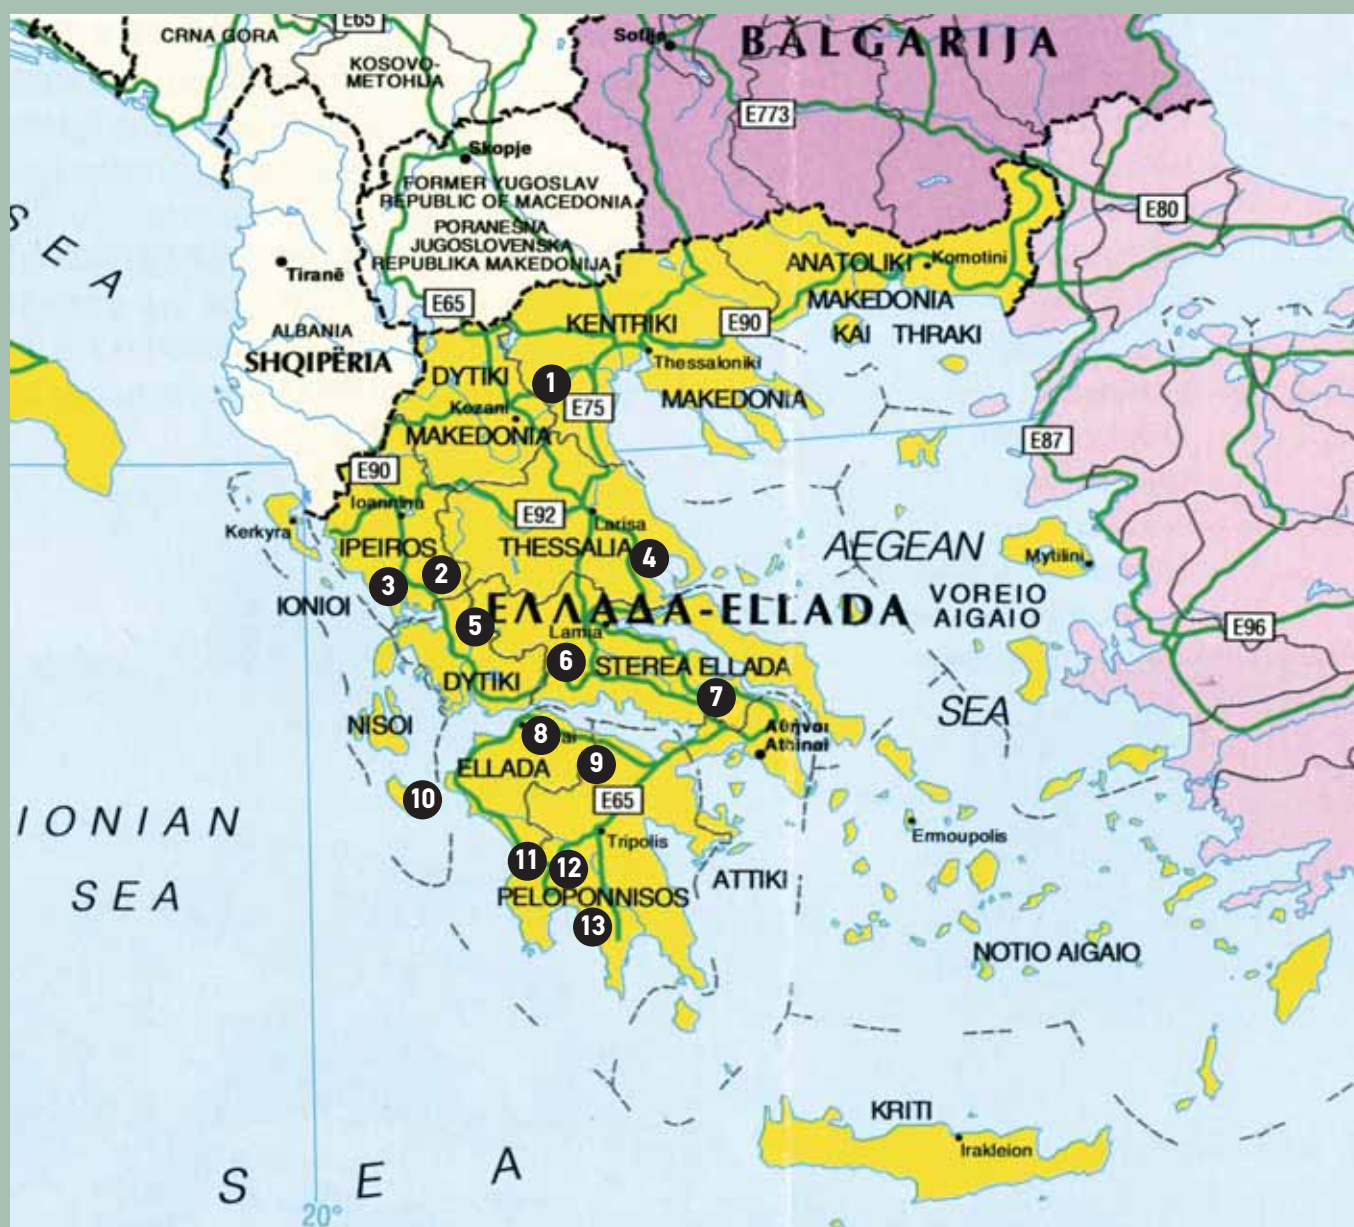 E65
CRNA GORA
KOSOVO-
METOHIJA
Sofija
BALGARIJA
E773
Skopje
FORMER YUGOSLAV
REPUBLIC OF MACEDONIA
PORANESNA
JUGOSLOVENSKA
REPUBLIKA MAKEDONIJA
E80
SEA
Tiranë
E65
ANATOLIKI
Komotini
MAKEDONIA
KAI THRAKI
KENTRIKI
E90
ALBANIA
SHQIPËRIA
Thessaloniki
DYTIKI
1
MAKEDONIA
Kozani
E75
MAKEDONIA
E87
E90
Ioannina
E92
Larisa
Kerkyra
IPEIROS
THESSALIA
4
AEGEAN
Mytilini
2
3
IONIOI
ΕΛΛΑΔΑ-ELLADA
VOREIO
AIGAIO
5
Lamia
E96
6
STEREA ELLADA
DYTIKI
7
SEA
NISOI
8
ai
Αθήναι
Athinai
ELLADA
9
10
E65
IONIAN
SEA
Tripolis
Ermoupolis
11
12
ATTIKI
PELOPONNISOS
13
NOTIO AIGAIO
KRITI
Irakleion
SEA
20°